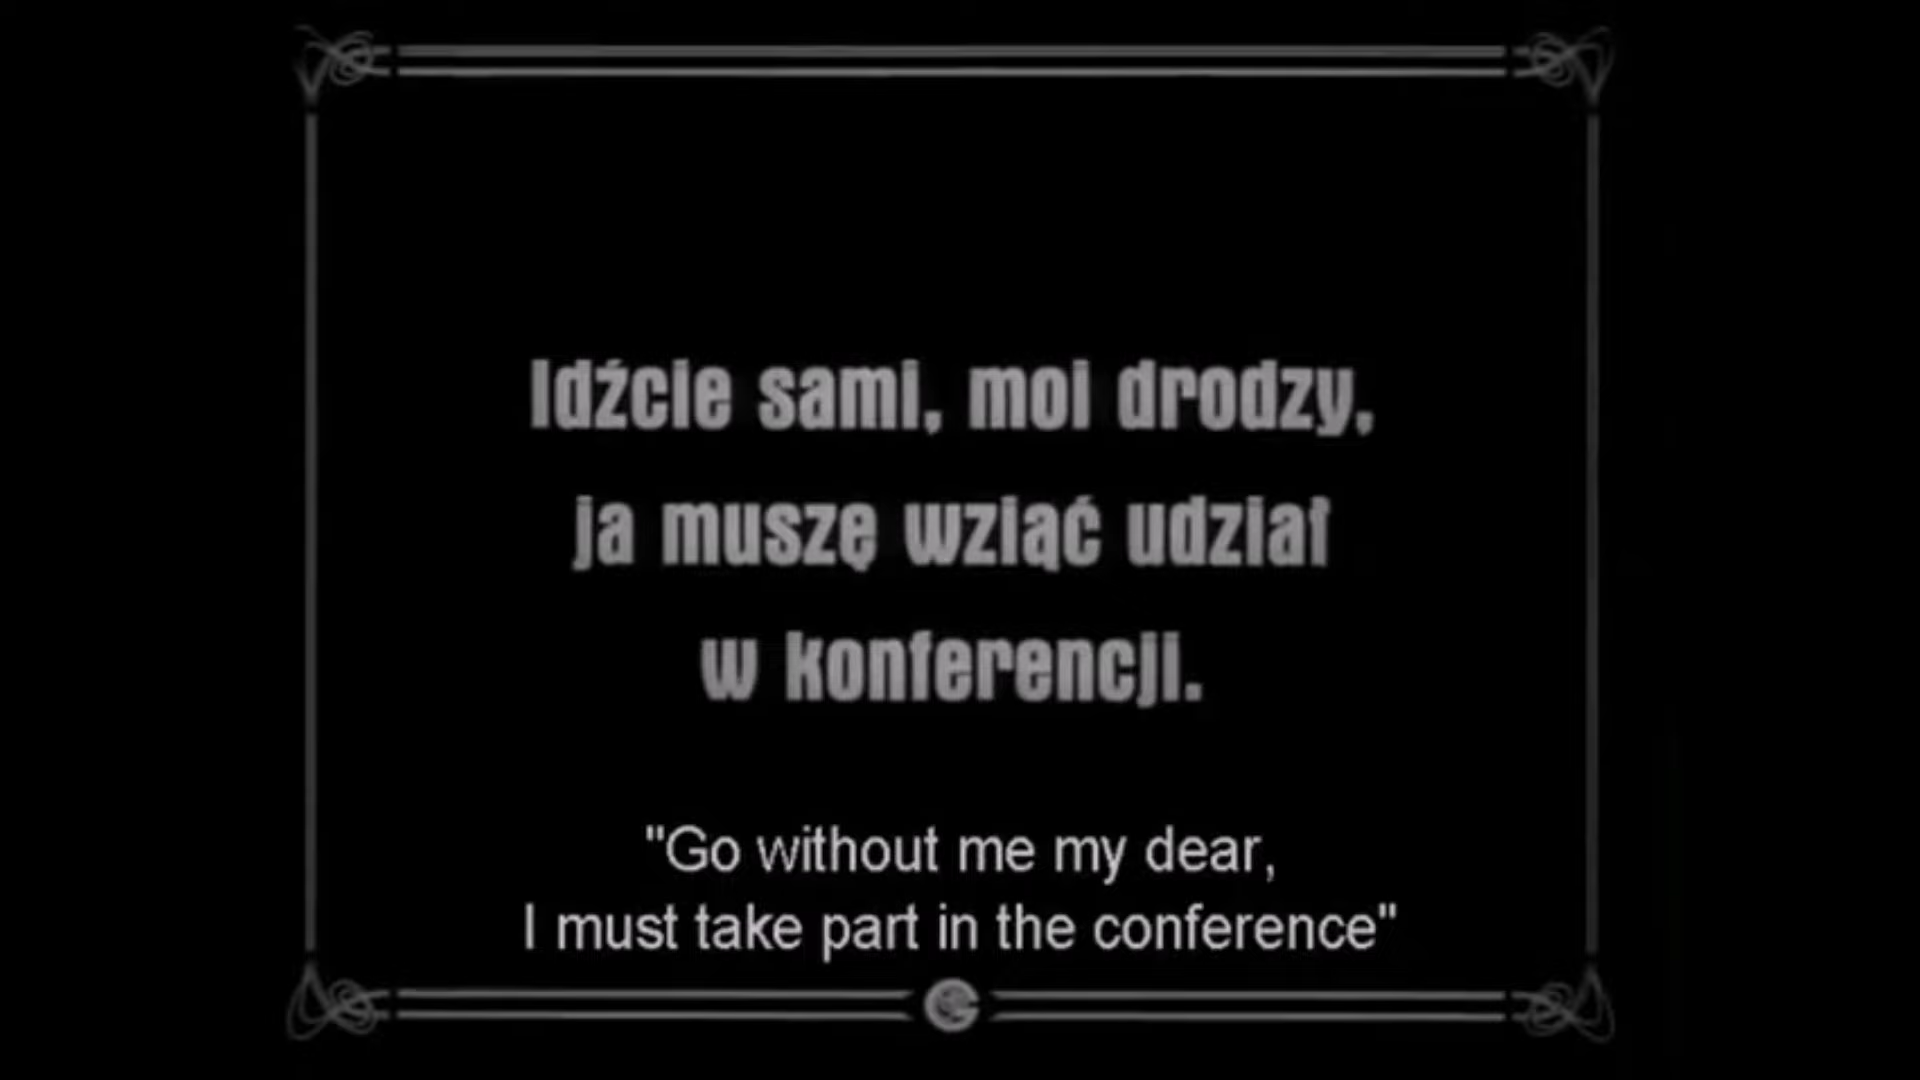 Idźcie sami, moi drodzy,
ja muszę wziąć udział
w konferencji.
"Go without me my dear,
I must take part in the conference"